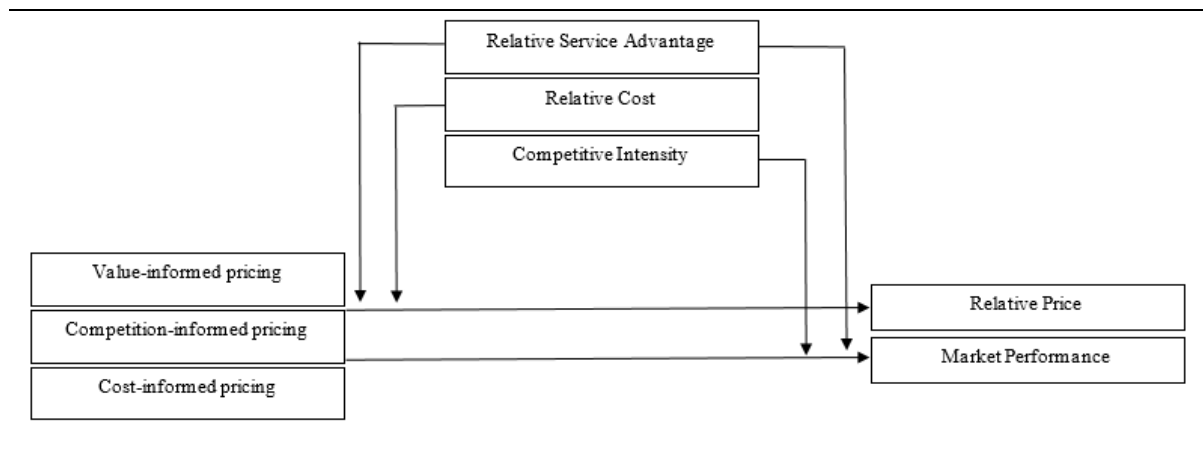 Relative Service Advantage
Relative Cost
Competitive Intensity
Value-informed pricing
Competition-informed pricing
Cost-informed pricing
Relative Price
Market Performance